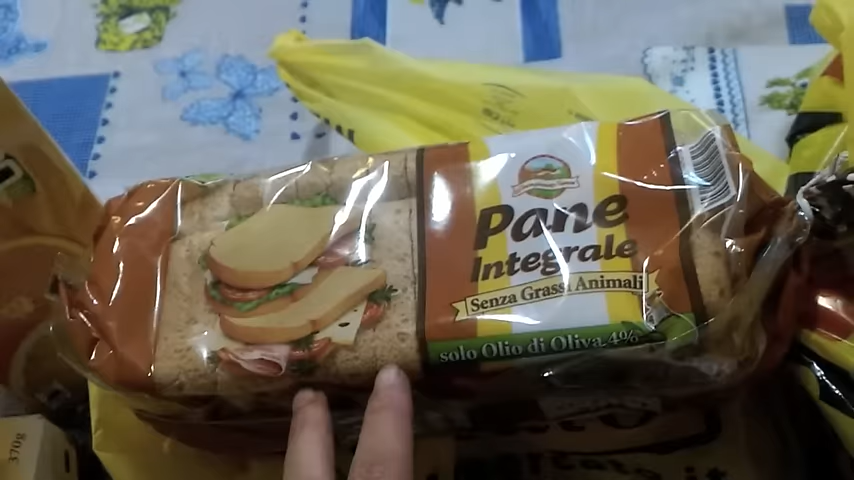 Pane
Integrale
Senza Grassi Animali
solo Olio di Oliva 4%
370g